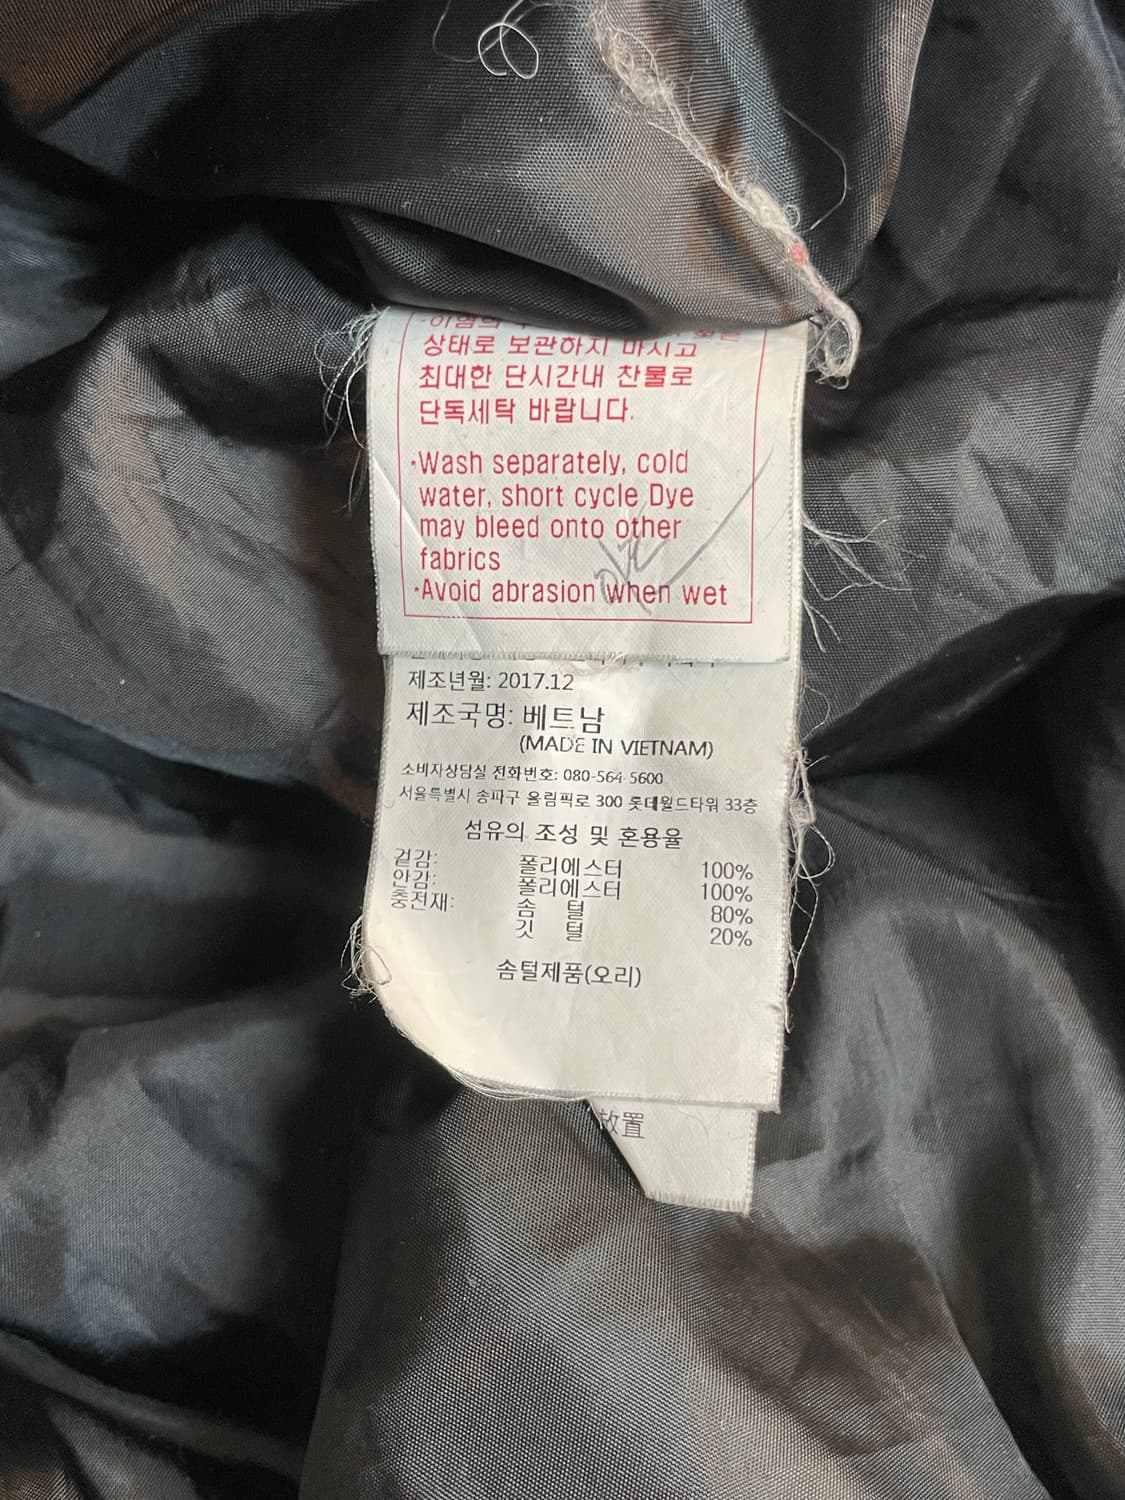 상태로 보관하지 마시고
최대한 단시간내 찬물로
단독세탁 바랍니다.
·Wash separately, cold
water, short cycle Dye
may bleed onto other
fabrics
·Avoid abrasion when wet
제조년월: 2017.12
제조국명: 베트남
(MADE IN VIETNAM)
소비자상담실 전화번호: 080-564-5600
서울특별시 송파구 올림픽로 300 롯데월드타워 33층
섬유의 조성 및 혼용율
겉감: 폴리에스터 100%
안감: 폴리에스터 100%
충전재: 솜 털 80%
깃 털 20%
솜털제품(오리)
放置